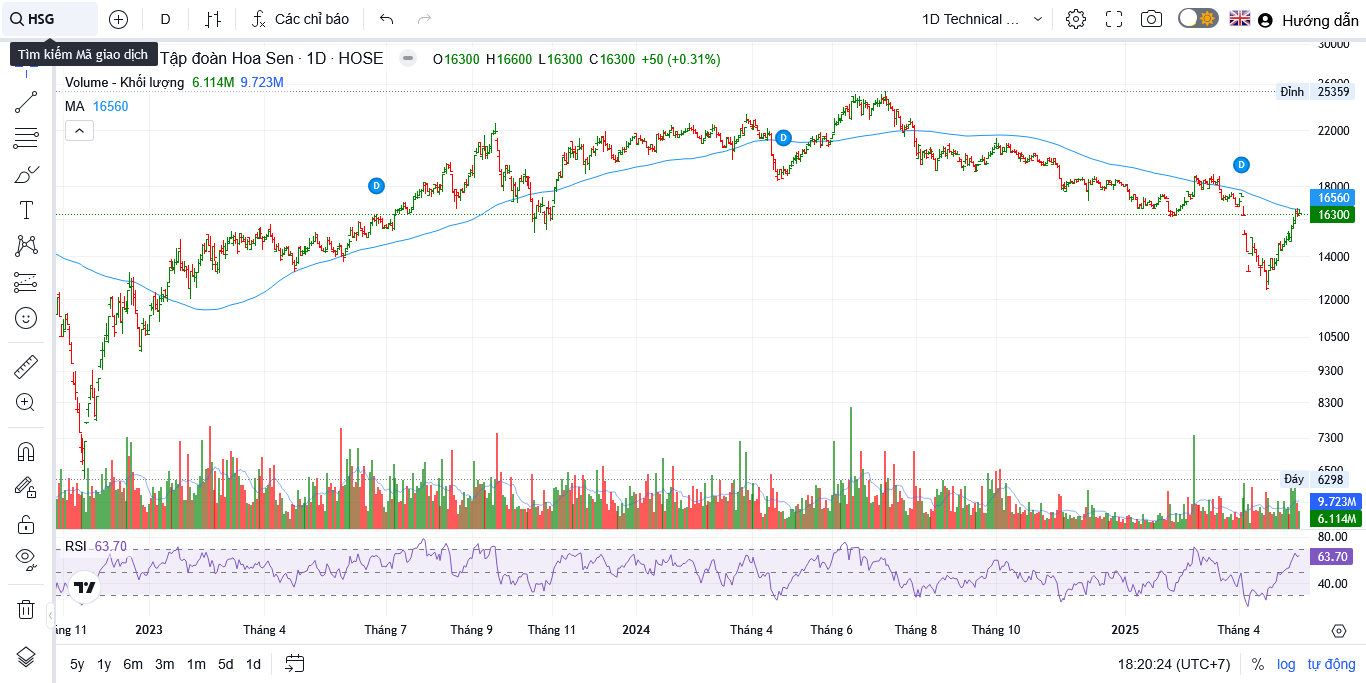 HSG
D
Các chỉ báo
1D Technical ...
Hướng dẫn
Tìm kiếm Mã giao dịch
Tập đoàn Hoa Sen · 1D · HOSE
O16300 H16600 L16300 C16300 +50 (+0.31%)
Volume - Khối lượng 6.114M 9.723M
MA 16560
30000
26000
Đỉnh 25359
22000
18000
16560
16300
14000
12000
10500
9300
8300
7300
6500
Đáy 6298
9.723M
6.114M
D
D
D
RSI 63.70
80.00
63.70
40.00
ng 11 2023 Tháng 4 Tháng 7 Tháng 9 Tháng 11 2024 Tháng 4 Tháng 6 Tháng 8 Tháng 10 2025 Tháng 4
5y 1y 6m 3m 1m 5d 1d
18:20:24 (UTC+7) % log tự động